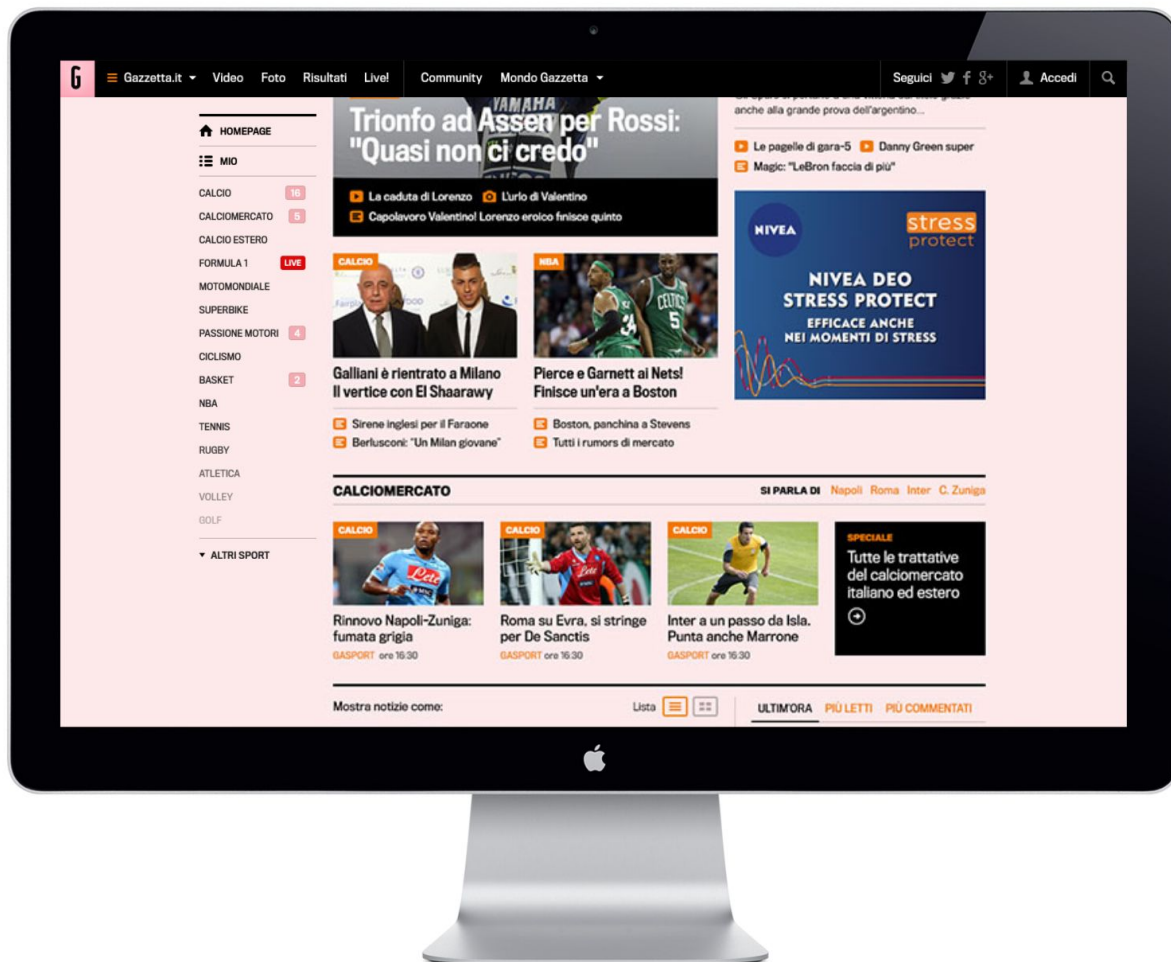 G
Gazzetta.it Video Foto Risultati Live! Community Mondo Gazzetta Seguici Accedi
HOMEPAGE
MIO
CALCIO 16
CALCIOMERCATO 5
CALCIO ESTERO
FORMULA 1 LIVE
MOTOMONDIALE
SUPERBIKE
PASSIONE MOTORI 4
CICLISMO
BASKET 2
NBA
TENNIS
RUGBY
ATLETICA
VOLLEY
GOLF
ALTRI SPORT
YAMAHA
Trionfo ad Assen per Rossi:
"Quasi non ci credo"
La caduta di Lorenzo L'urlo di Valentino
Capolavoro Valentino! Lorenzo eroico finisce quinto
anche alla grande prova dell'argentino...
Le pagelle di gara-5 Danny Green super
Magic: "LeBron faccia di più"
NIVEA
stress
protect
NIVEA DEO
STRESS PROTECT
EFFICACE ANCHE
NEI MOMENTI DI STRESS
CALCIO
Galliani è rientrato a Milano
Il vertice con El Shaarawy
Sirene inglesi per il Faraone
Berlusconi: "Un Milan giovane"
NBA
CELTICS
34
5
Pierce e Garnett ai Nets!
Finisce un'era a Boston
Boston, panchina a Stevens
Tutti i rumors di mercato
CALCIOMERCATO
SI PARLA DI Napoli Roma Inter C. Zuniga
CALCIO
Lete
Rinnovo Napoli-Zuniga:
fumata grigia
GASPORT ore 16:30
CALCIO
Lete
Roma su Evra, si stringe
per De Sanctis
GASPORT ore 16:30
CALCIO
Inter a un passo da Isla.
Punta anche Marrone
GASPORT ore 16:30
SPECIALE
Tutte le trattative
del calciomercato
italiano ed estero
Mostra notizie come: Lista
ULTIM'ORA PIÙ LETTI PIÙ COMMENTATI